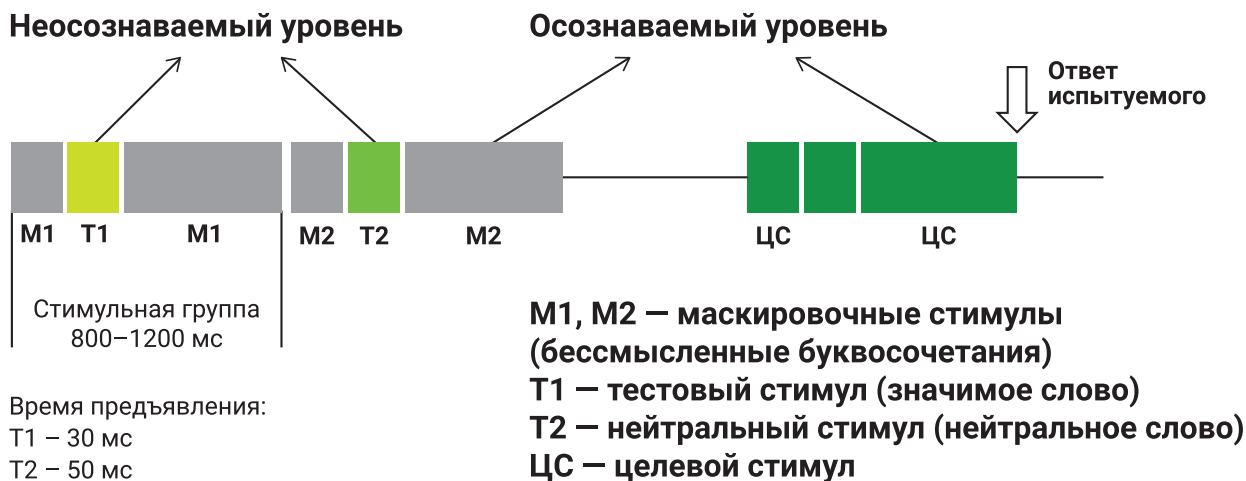 Неосознаваемый уровень
Осознаваемый уровень
Ответ
испытуемого
М1 Т1 М1 М2 Т2 М2 ЦС ЦС
Стимульная группа
800–1200 мс
Время предъявления:
Т1 – 30 мс
Т2 – 50 мс
М1, М2 — маскировочные стимулы
(бессмысленные буквосочетания)
Т1 — тестовый стимул (значимое слово)
Т2 — нейтральный стимул (нейтральное слово)
ЦС — целевой стимул